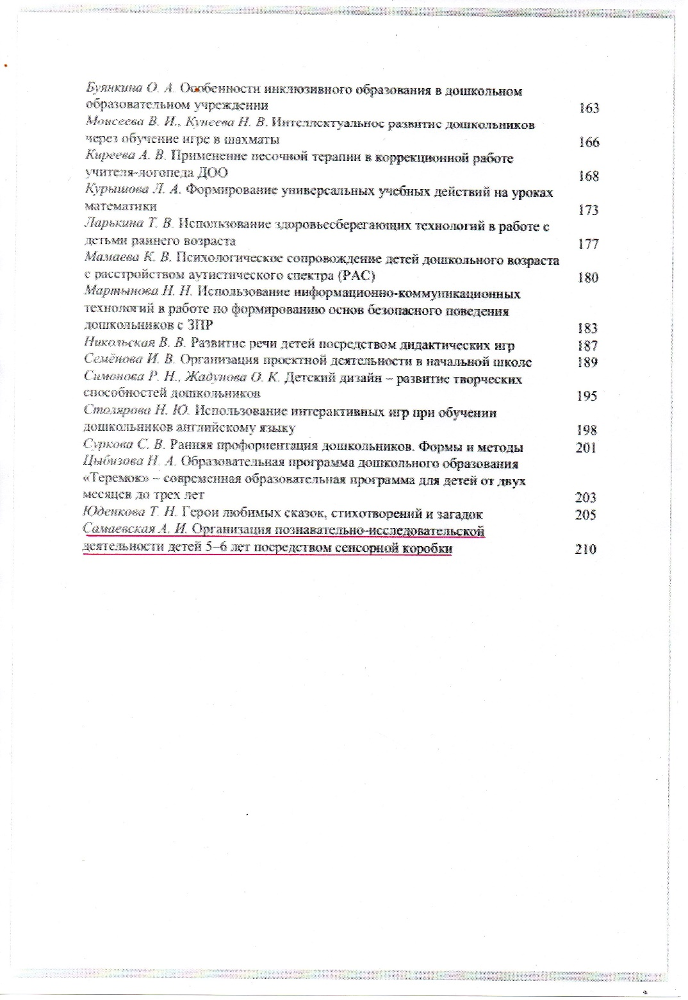 Буянкина О. А. Особенности инклюзивного образования в дошкольном
образовательном учреждении 163
Моисеева В. И., Кунеева Н. В. Интеллектуальное развитие дошкольников
через обучение игре в шахматы 166
Киреева А. В. Применение песочной терапии в коррекционной работе
учителя-логопеда ДОО 168
Курышова Л. А. Формирование универсальных учебных действий на уроках
математики 173
Ларькина Т. В. Использование здоровьесберегающих технологий в работе с
детьми раннего возраста 177
Мамаева К. В. Психологическое сопровождение детей дошкольного возраста
с расстройством аутистического спектра (РАС) 180
Мартынова Н. Н. Использование информационно-коммуникационных
технологий в работе по формированию основ безопасного поведения
дошкольников с ЗПР 183
Никольская В. В. Развитие речи детей посредством дидактических игр 187
Семёнова И. В. Организация проектной деятельности в начальной школе 189
Симонова Р. Н., Жадунова О. К. Детский дизайн – развитие творческих
способностей дошкольников 195
Столярова Н. Ю. Использование интерактивных игр при обучении
дошкольников английскому языку 198
Суркова С. В. Ранняя профориентация дошкольников. Формы и методы 201
Цыбизова Н. А. Образовательная программа дошкольного образования
«Теремок» – современная образовательная программа для детей от двух
месяцев до трех лет 203
Юденкова Т. Н. Герои любимых сказок, стихотворений и загадок 205
Самаевская А. И. Организация познавательно-исследовательской
деятельности детей 5–6 лет посредством сенсорной коробки 210